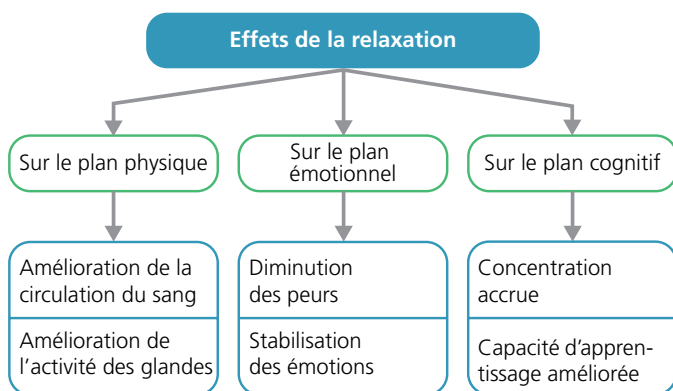 Effets de la relaxation
Sur le plan physique
Sur le plan
émotionnel
Sur le plan cognitif
Amélioration de la
circulation du sang
Amélioration de
l'activité des glandes
Diminution
des peurs
Stabilisation
des émotions
Concentration
accrue
Capacité d'appren-
tissage améliorée